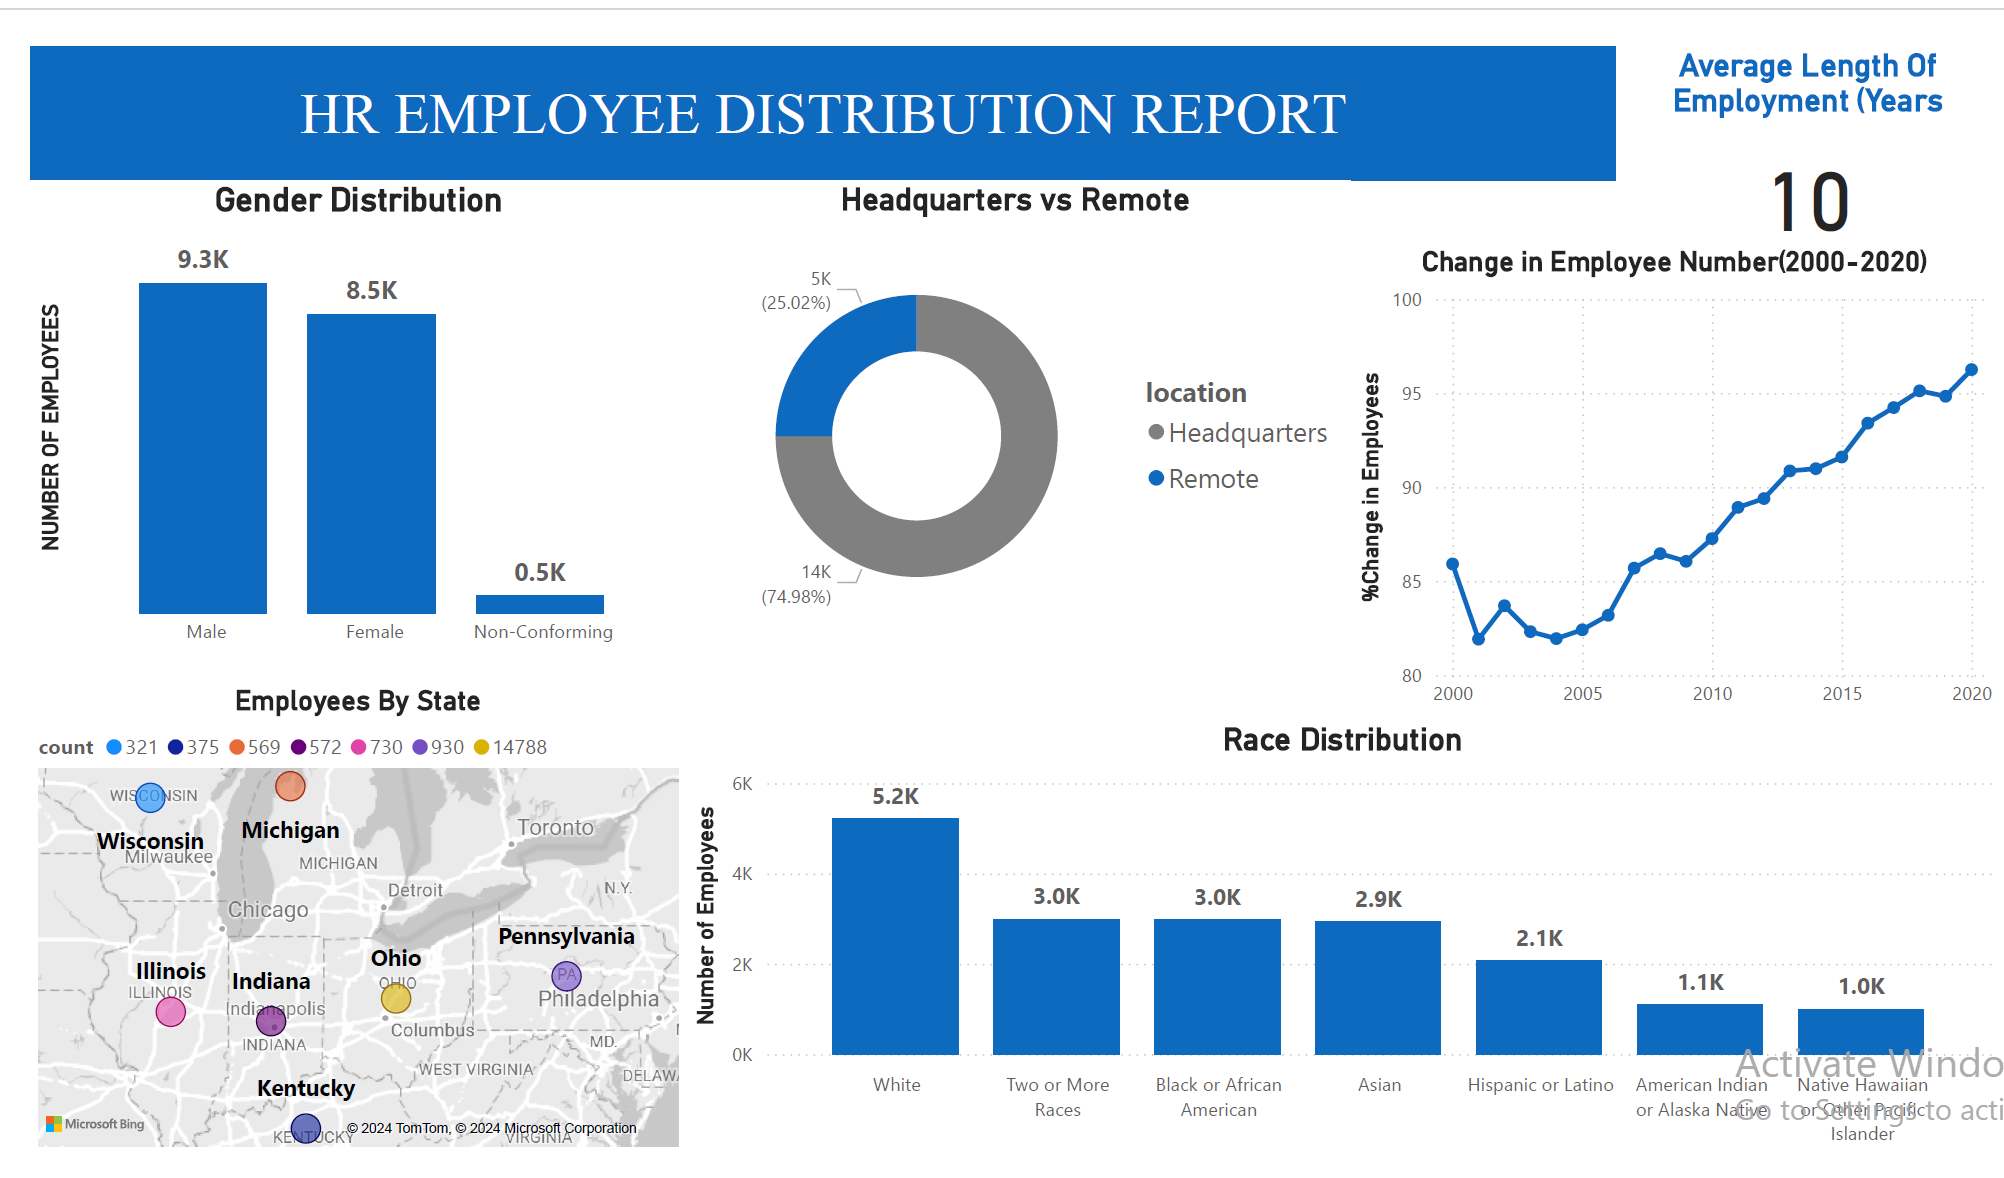 HR EMPLOYEE DISTRIBUTION REPORT
Average Length Of
Employment (Years
10
Gender Distribution
NUMBER OF EMPLOYEES
9.3K
8.5K
0.5K
Male
Female
Non-Conforming
Headquarters vs Remote
5K
(25.02%)
14K
(74.98%)
location
Headquarters
Remote
Change in Employee Number(2000-2020)
%Change in Employees
100
95
90
85
80
2000
2005
2010
2015
2020
Employees By State
count 321 375 569 572 730 930 14788
WISCONSIN
Wisconsin
Milwaukee
Michigan
MICHIGAN
Toronto
Detroit
N.Y.
Chicago
Pennsylvania
PA
Philadelphia
Illinois
ILLINOIS
Indiana
Indianapolis
INDIANA
Ohio
OHIO
Columbus
MD.
WEST VIRGINIA
DELAW
Kentucky
KENTUCKY
VIRGINIA
Microsoft Bing
© 2024 TomTom, © 2024 Microsoft Corporation
Race Distribution
Number of Employees
6K
4K
2K
0K
5.2K
3.0K
3.0K
2.9K
2.1K
1.1K
1.0K
White
Two or More
Races
Black or African
American
Asian
Hispanic or Latino
American Indian
or Alaska Native
Native Hawaiian
or Other Pacific
Islander
Activate Windo
Go to Settings to acti